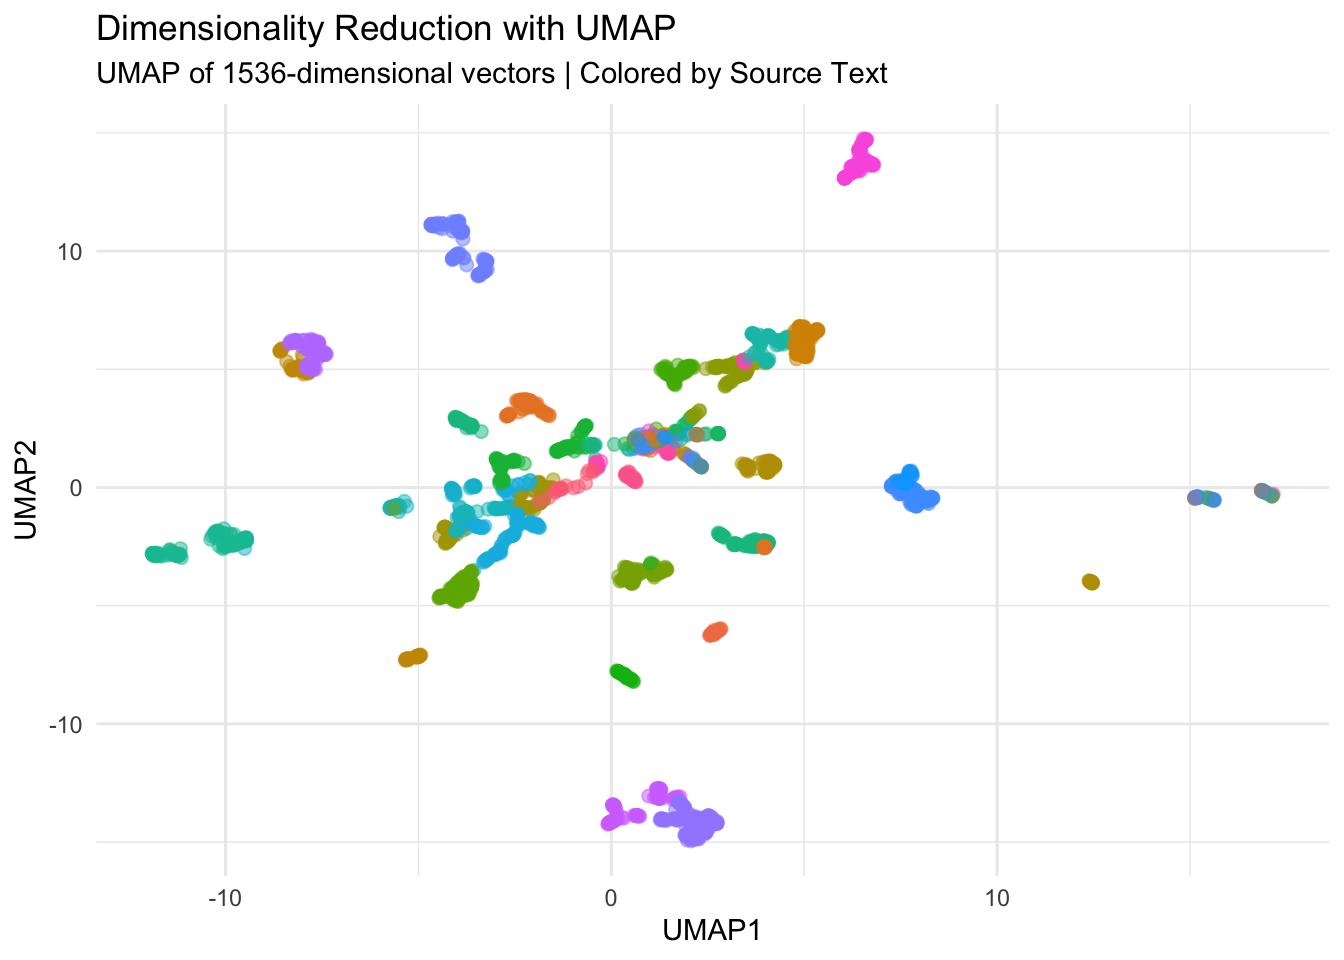 Dimensionality Reduction with UMAP
UMAP of 1536-dimensional vectors | Colored by Source Text
10
0
-10
UMAP2
-10
0
10
UMAP1